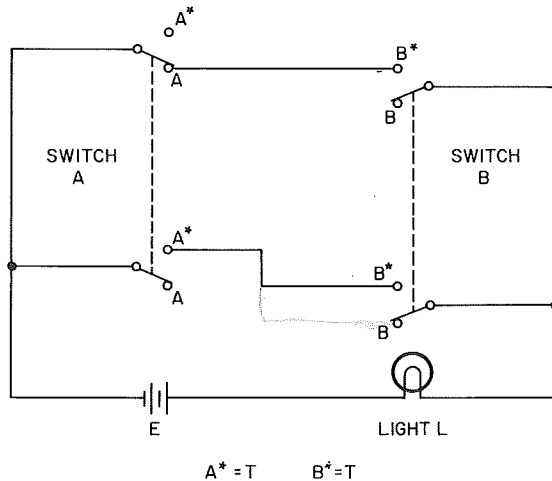 A*
A
B*
B
SWITCH
A
SWITCH
B
A*
A
B*
B
E
LIGHT L
A* = T B* = T